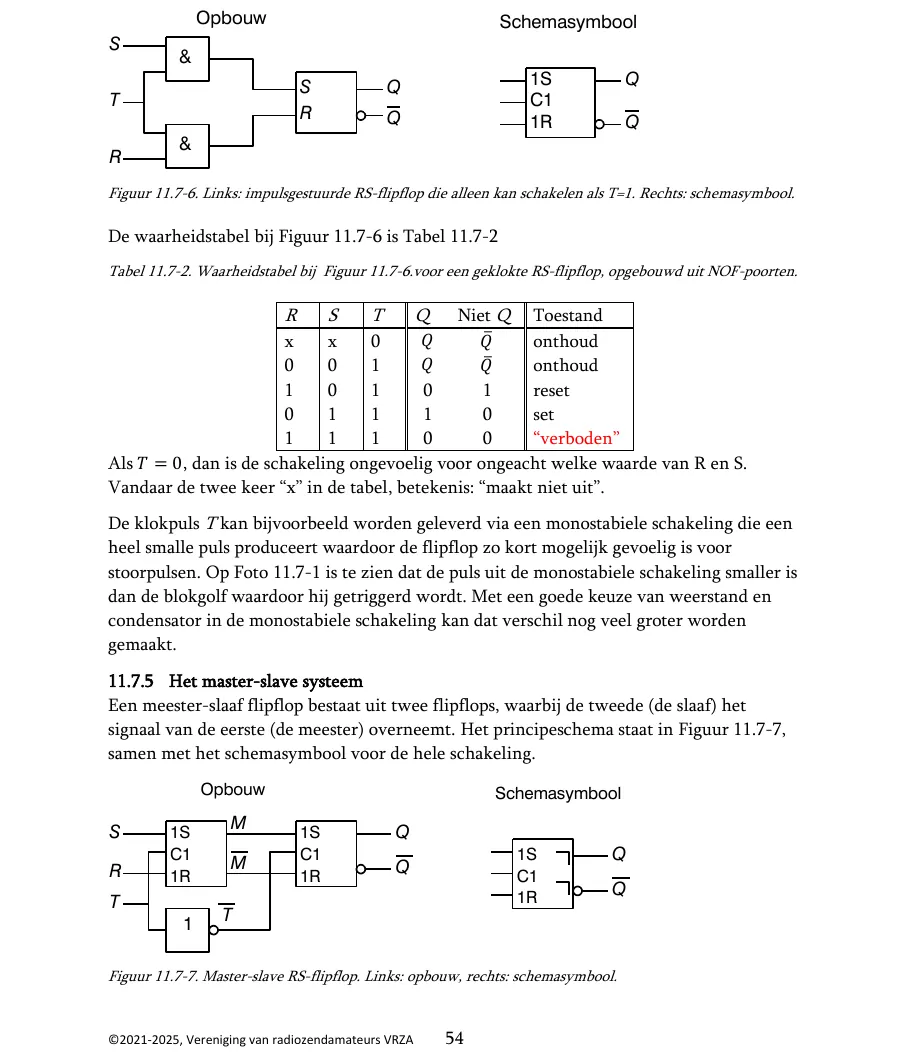 Opbouw
Schemasymbool
S
&
T
R
&
S
R
Q
Q̅
1S
C1
1R
Q
Q̅
Figuur 11.7-6. Links: impulsgestuurde RS-flipflop die alleen kan schakelen als T=1. Rechts: schemasymbool.
De waarheidstabel bij Figuur 11.7-6 is Tabel 11.7-2
Tabel 11.7-2. Waarheidstabel bij Figuur 11.7-6.voor een geklokte RS-flipflop, opgebouwd uit NOF-poorten.
R S T Q Niet Q Toestand
x x 0 Q Q̅ onthoud
0 0 1 Q Q̅ onthoud
1 0 1 0 1 reset
0 1 1 1 0 set
1 1 1 0 0 “verboden”
Als T = 0, dan is de schakeling ongevoelig voor ongeacht welke waarde van R en S.
Vandaar de twee keer “x” in de tabel, betekenis: “maakt niet uit”.
De klokpuls T kan bijvoorbeeld worden geleverd via een monostabiele schakeling die een
heel smalle puls produceert waardoor de flipflop zo kort mogelijk gevoelig is voor
stoorpulsen. Op Foto 11.7-1 is te zien dat de puls uit de monostabiele schakeling smaller is
dan de blokgolf waardoor hij getriggerd wordt. Met een goede keuze van weerstand en
condensator in de monostabiele schakeling kan dat verschil nog veel groter worden
gemaakt.
11.7.5 Het master-slave systeem
Een meester-slaaf flipflop bestaat uit twee flipflops, waarbij de tweede (de slaaf) het
signaal van de eerste (de meester) overneemt. Het principeschema staat in Figuur 11.7-7,
samen met het schemasymbool voor de hele schakeling.
Opbouw
Schemasymbool
S
R
T
1S
C1
1R
M
M̅
1
T̅
1S
C1
1R
Q
Q̅
1S
C1
1R
Q
Q̅
Figuur 11.7-7. Master-slave RS-flipflop. Links: opbouw, rechts: schemasymbool.
©2021-2025, Vereniging van radiozendamateurs VRZA 54